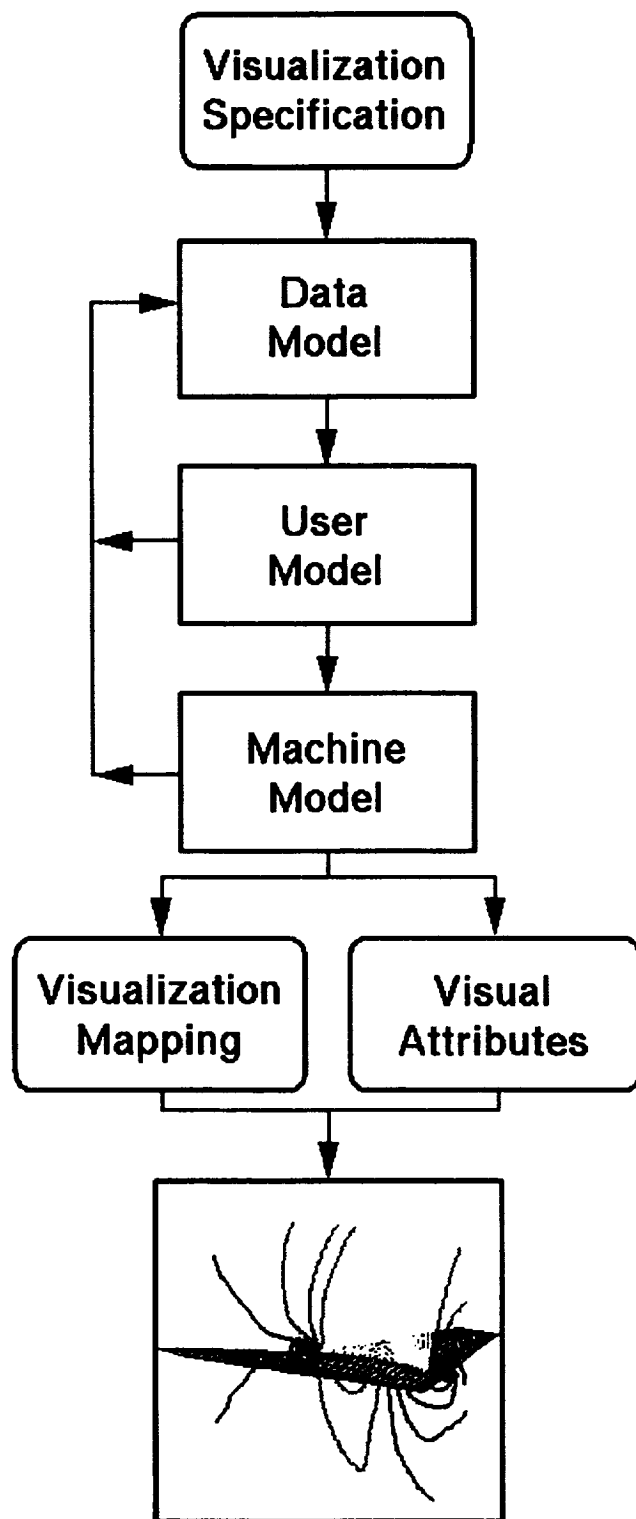 Visualization
Specification
Data
Model
User
Model
Machine
Model
Visualization
Mapping
Visual
Attributes